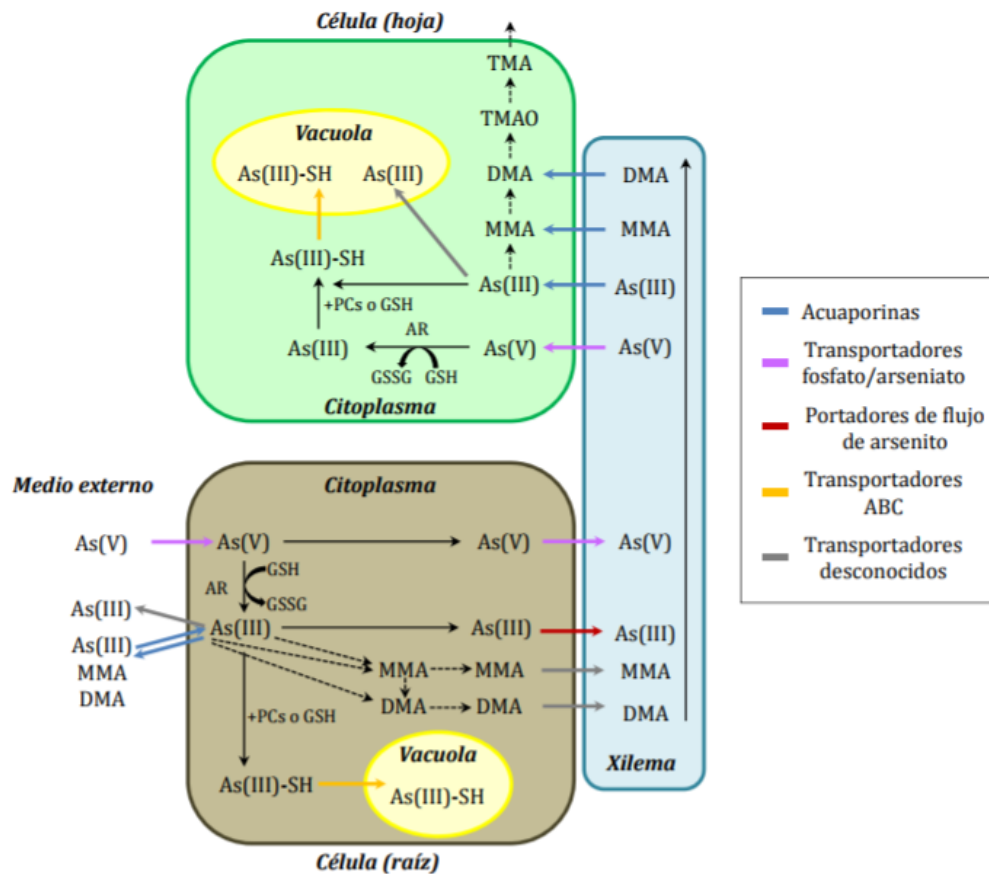 Célula (hoja)
TMA
TMAO
Vacuola
As(III)-SH As(III)
DMA DMA
MMA MMA
As(III)-SH
As(III) As(III)
+PCs o GSH
AR
As(III) As(V) As(V)
GSSG GSH
Citoplasma
Acuaporinas
Transportadores
fosfato/arseniato
Portadores de flujo
de arsenito
Transportadores
ABC
Transportadores
desconocidos
Medio externo
Citoplasma
As(V) As(V) As(V) As(V)
GSH
AR
GSSG
As(III)
As(III) As(III) As(III)
As(III)
MMA MMA MMA MMA
DMA DMA DMA DMA
+PCs o GSH
Vacuola
Xilema
As(III)-SH As(III)-SH
Célula (raíz)